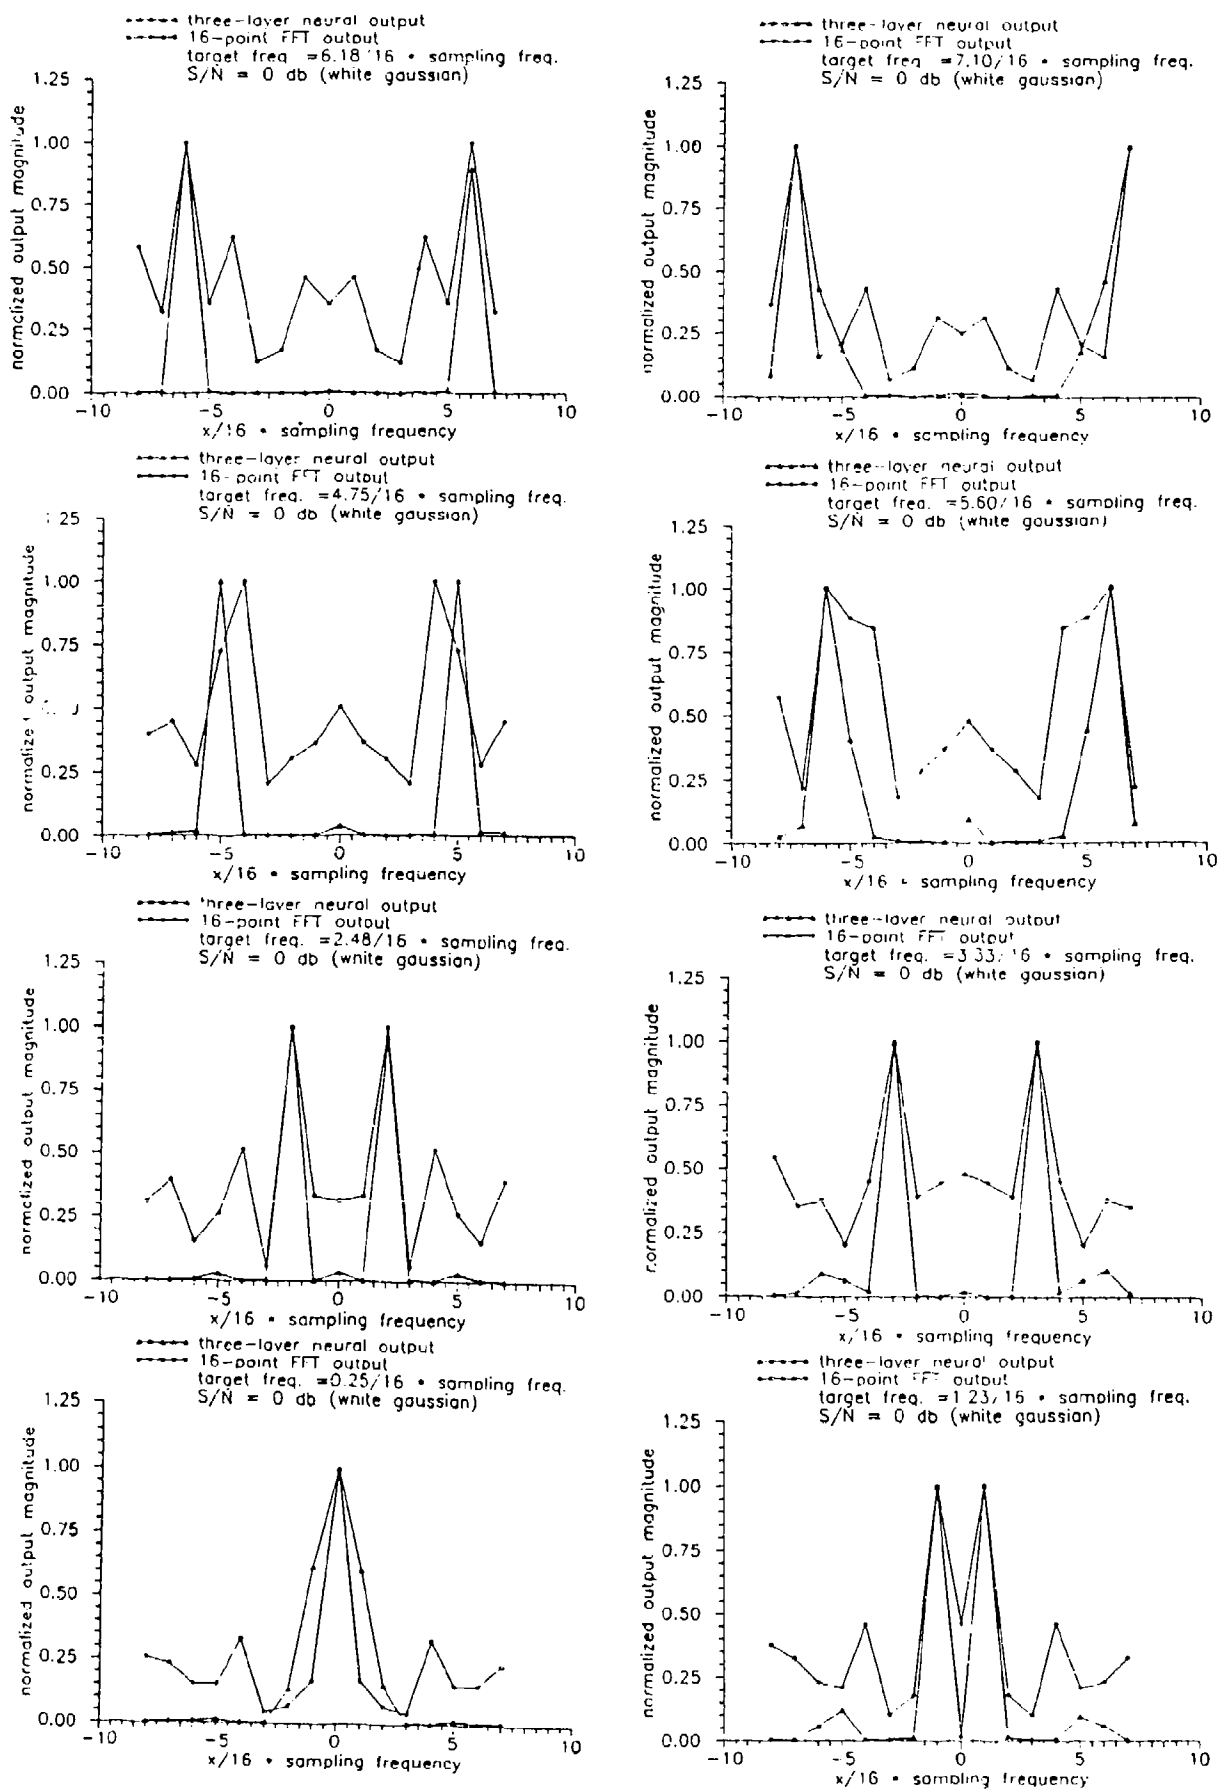 three-layer neural output
16-point FFT output
target freq =6.18/16 * sampling freq.
S/N = 0 db (white gaussian)
normalized output magnitude
1.25
1.00
0.75
0.50
0.25
0.00
-10 -5 0 5 10
x/16 * sampling frequency
three-layer neural output
16-point FFT output
target freq =7.10/16 * sampling freq.
S/N = 0 db (white gaussian)
normalized output magnitude
1.25
1.00
0.75
0.50
0.25
0.00
-10 -5 0 5 10
x/16 * sampling frequency
three-layer neural output
16-point FFT output
target freq. =4.75/16 * sampling freq.
S/N = 0 db (white gaussian)
output magnitude
1.00
0.75
0.25
0.00
-10 -5 0 5 10
x/16 * sampling frequency
three-layer neural output
16-point FFT output
target freq. =5.60/16 * sampling freq.
S/N = 0 db (white gaussian)
normalized output magnitude
1.25
1.00
0.75
0.50
0.25
0.00
-10 -5 0 5 10
x/16 sampling frequency
three-layer neural output
16-point FFT output
target freq. =2.48/16 * sampling freq.
S/N = 0 db (white gaussian)
normalized output magnitude
1.25
1.00
0.75
0.50
0.25
0.00
-10 -5 0 5 10
x/16 * sampling frequency
three-layer neural output
16-point FFT output
target freq. =3.33/16 * sampling freq.
S/N = 0 db (white gaussian)
normalized output magnitude
1.25
1.00
0.75
0.50
0.25
0.00
-10 -5 0 5 10
x/16 * sampling frequency
three-layer neural output
16-point FFT output
target freq. =0.25/16 * sampling freq.
S/N = 0 db (white gaussian)
normalized output magnitude
1.25
1.00
0.75
0.50
0.25
0.00
-10 -5 0 5 10
x/16 * sampling frequency
three-layer neural output
16-point FFT output
target freq. =1.23/16 * sampling freq.
S/N = 0 db (white gaussian)
normalized output magnitude
1.25
1.00
0.75
0.50
0.25
0.00
-10 -5 0 5 10
x/16 * sampling frequency